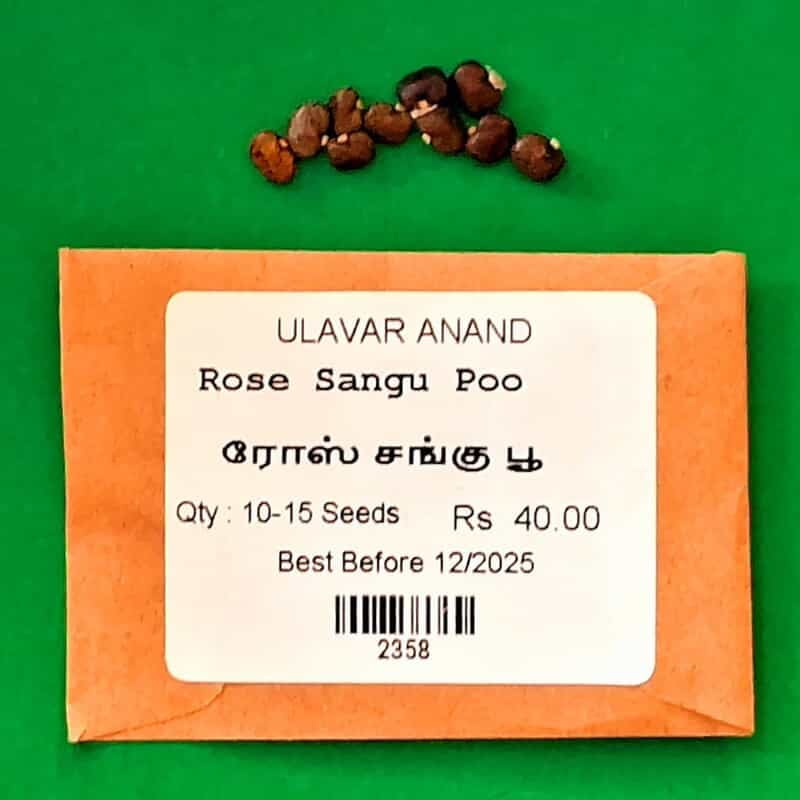 ULAVAR ANAND
Rose Sangu Poo
ரோஸ் சங்கு பூ
Qty : 10-15 Seeds Rs 40.00
Best Before 12/2025
2358